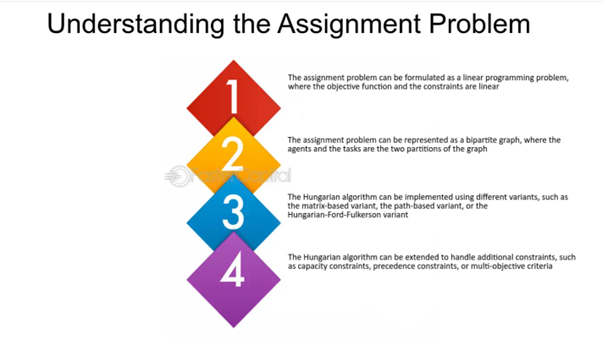 Understanding the Assignment Problem
1
The assignment problem can be formulated as a linear programming problem,
where the objective function and the constraints are linear
2
The assignment problem can be represented as a bipartite graph, where the
agents and the tasks are the two partitions of the graph
3
The Hungarian algorithm can be implemented using different variants, such as
the matrix-based variant, the path-based variant, or the
Hungarian-Ford-Fulkerson variant
4
The Hungarian algorithm can be extended to handle additional constraints, such
as capacity constraints, precedence constraints, or multi-objective criteria